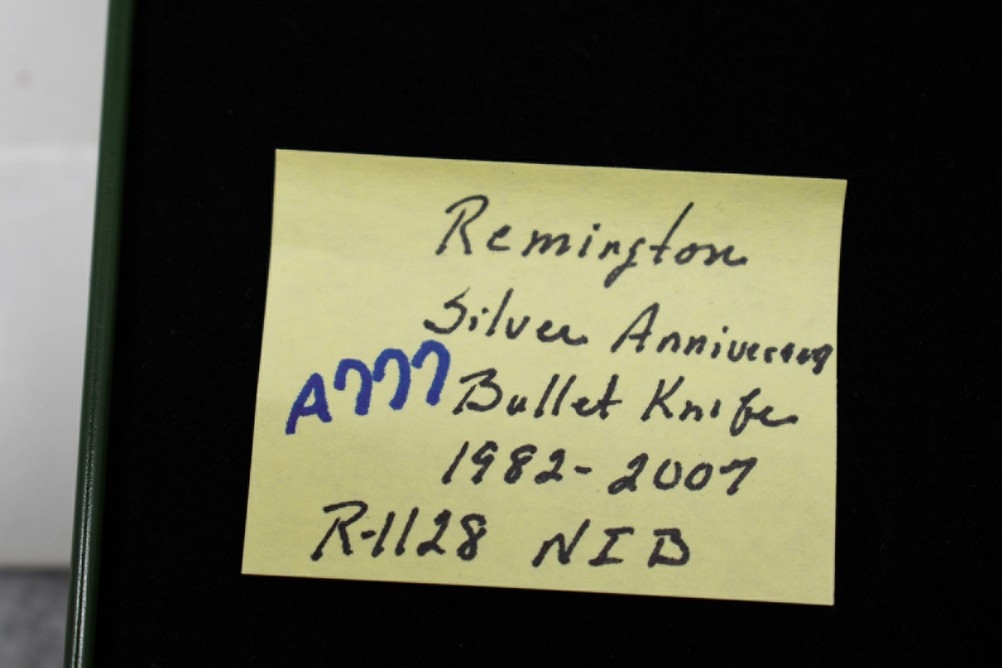 Remington
Silver Anniversary
A777 Bullet Knife
1982-2007
R-1128 NIB